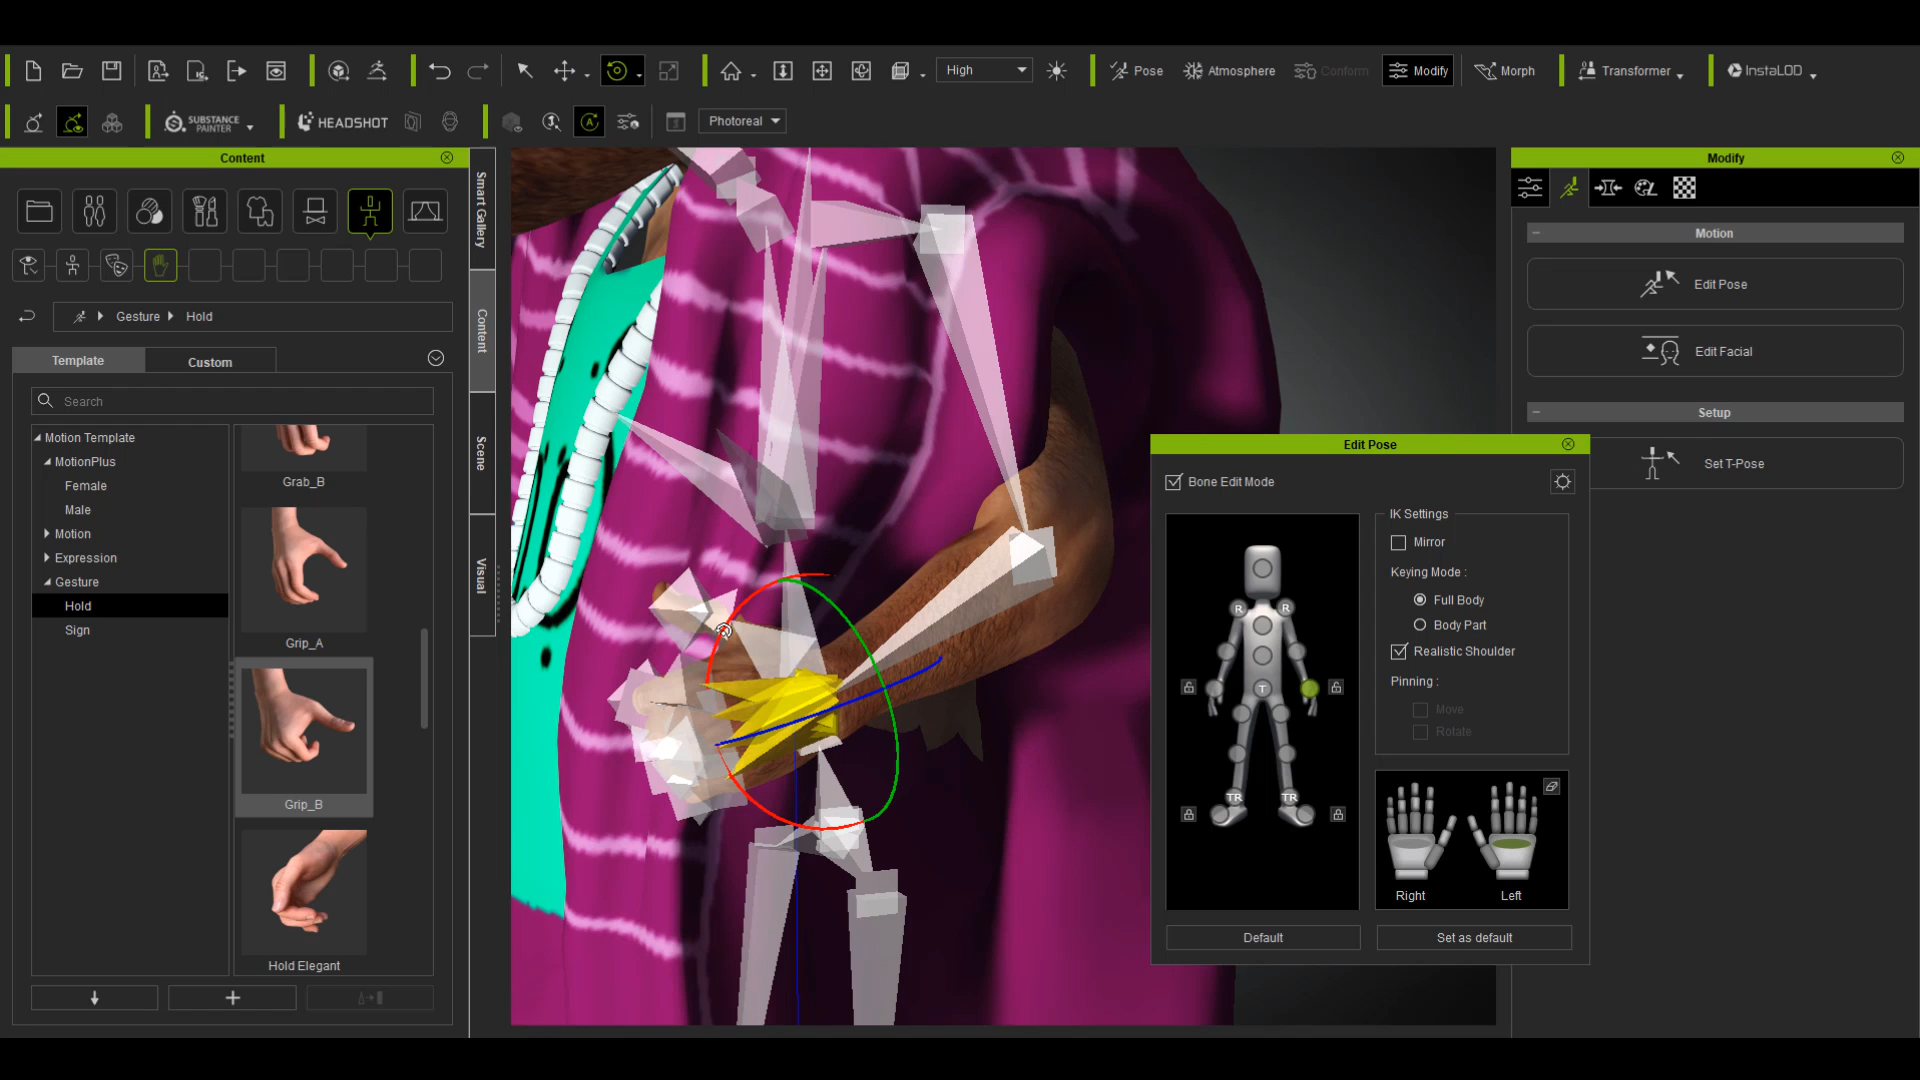 High
Pose
Atmosphere
Conform
Modify
Morph
Transformer
InstaLOD
SUBSTANCE
PAINTER
HEADSHOT
Photoreal
Content
Gesture
Hold
Template
Custom
Search
Motion Template
MotionPlus
Female
Male
Motion
Expression
Gesture
Hold
Sign
Grab_B
Grip_A
Grip_B
Hold Elegant
Smart Gallery
Content
Scene
Visual
Modify
Motion
Edit Pose
Edit Facial
Setup
Set T-Pose
Edit Pose
Bone Edit Mode
R
R
T
TR
TR
IK Settings
Mirror
Keying Mode :
Full Body
Body Part
Realistic Shoulder
Pinning :
Move
Rotate
Right
Left
Default
Set as default